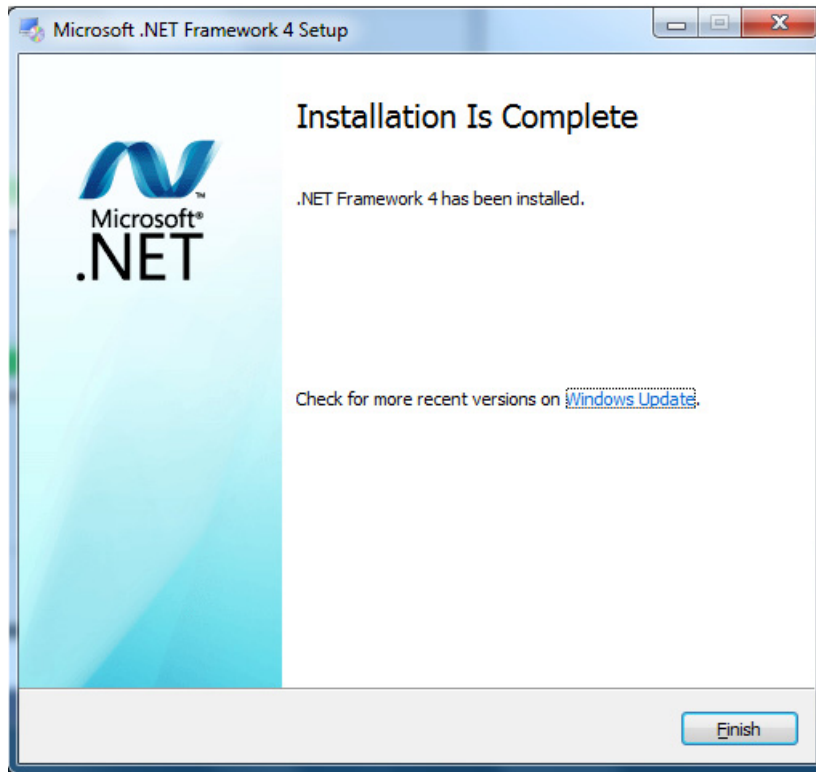 Microsoft .NET Framework 4 Setup
Installation Is Complete
Microsoft®
.NET™
.NET Framework 4 has been installed.
Check for more recent versions on Windows Update.
Finish